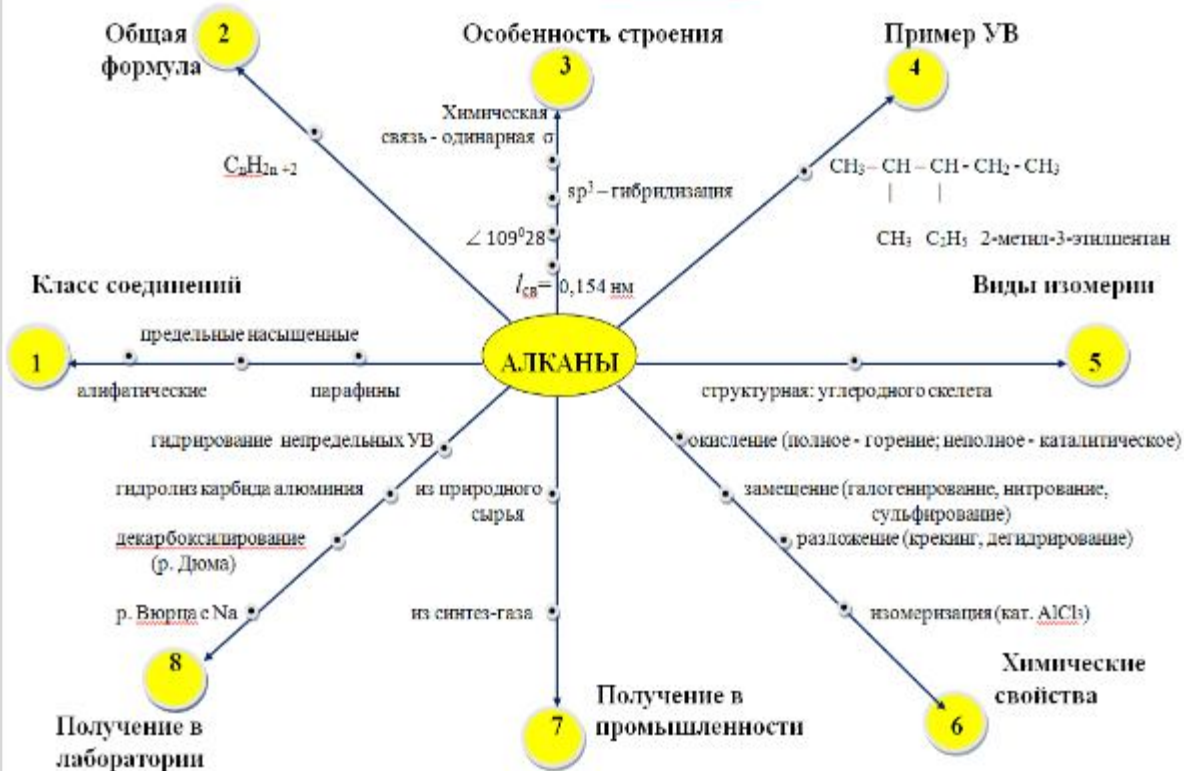 Общая
формула
2
CnH2n +2
Особенность строения
3
Химическая
связь - одинарная σ
sp³ – гибридизация
∠ 109⁰28
lсв= 0,154 нм
Пример УВ
4
CH₃ – CH – CH - CH₂ - CH₃
| |
CH₃ C₂H₅ 2-метил-3-этилпентан
Класс соединений
1
предельные насыщенные
алифатические парафины
АЛКАНЫ
Виды изомерии
5
структурная: углеродного скелета
окисление (полное - горение; неполное - каталитическое)
замещение (галогенирование, нитрование,
сульфирование)
разложение (крекинг, дегидрирование)
изомеризация (кат. AlCl₃)
Химические
свойства
6
из природного
сырья
из синтез-газа
Получение в
промышленности
7
гидрирование непредельных УВ
гидролиз карбида алюминия
декарбоксилирование
(р. Дюма)
р. Вюрца с Na
8
Получение в
лаборатории